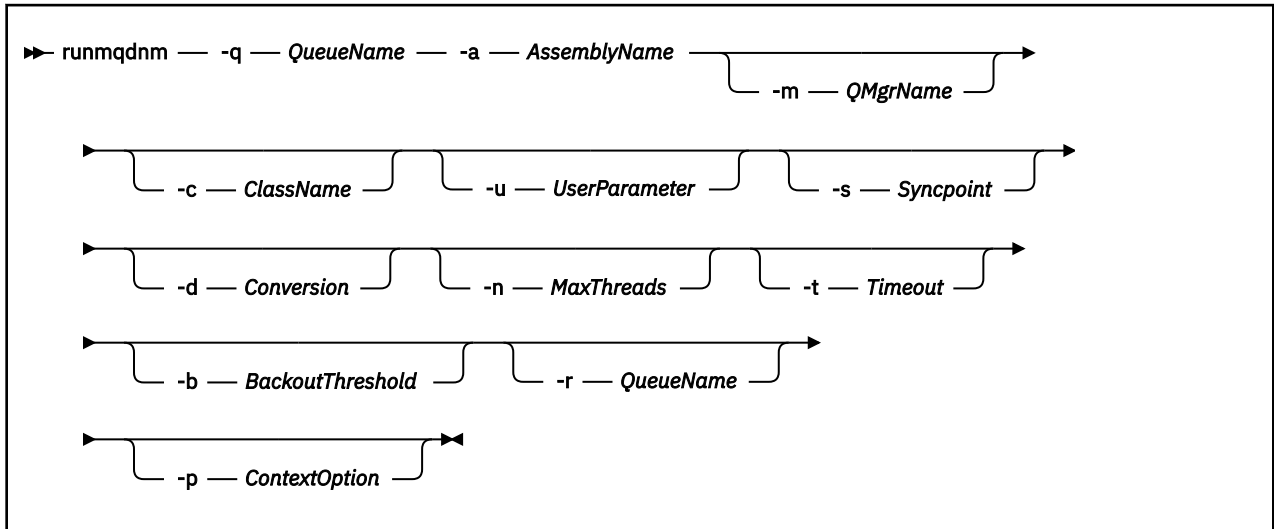 runmqdnm -q QueueName -a AssemblyName
-m QMgrName
-c ClassName -u UserParameter -s Syncpoint
-d Conversion -n MaxThreads -t Timeout
-b BackoutThreshold -r QueueName
-p ContextOption